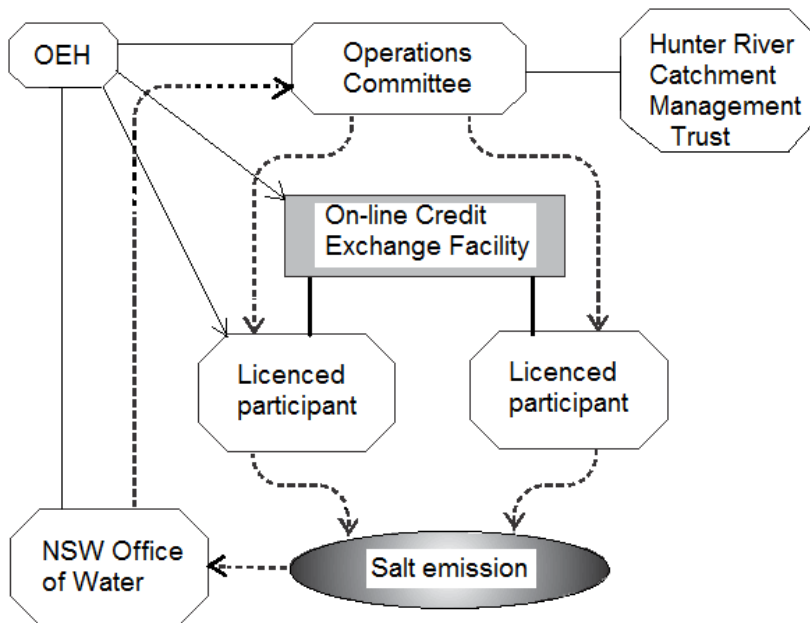 OEH
Operations
Committee
Hunter River
Catchment
Management
Trust
On-line Credit
Exchange Facility
Licenced
participant
Licenced
participant
NSW Office
of Water
Salt emission